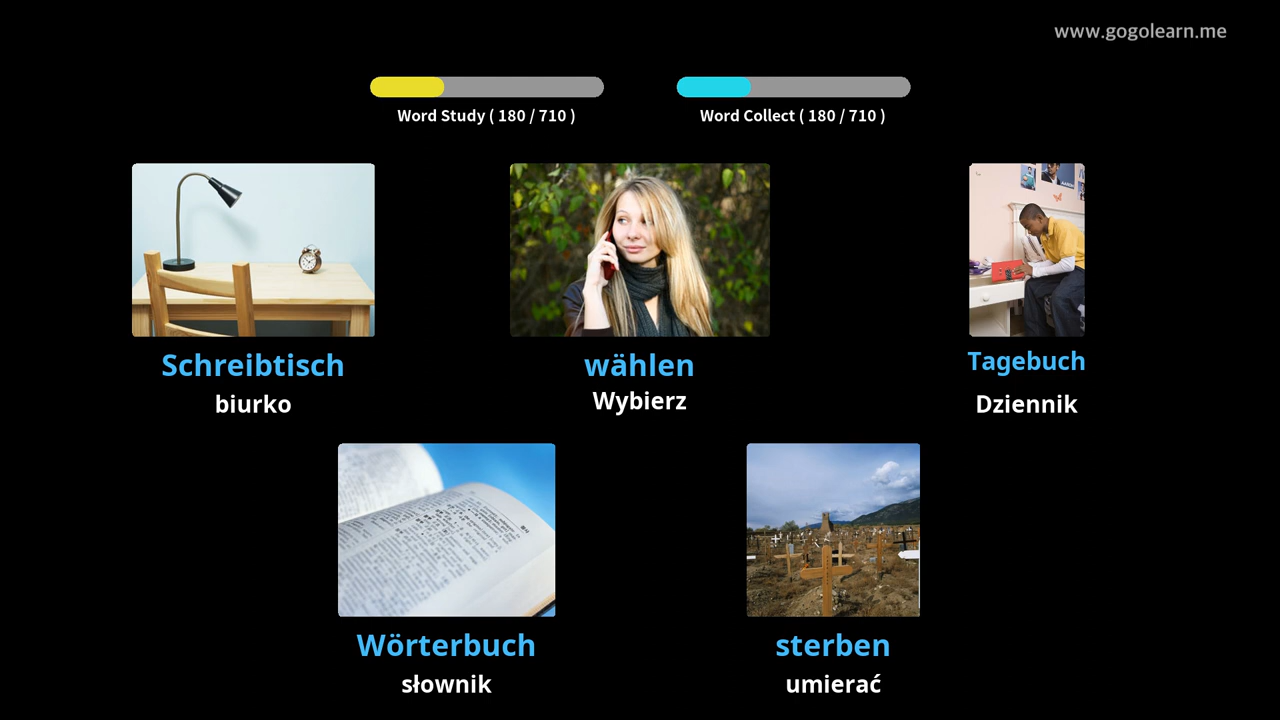 www.gogolearn.me
Word Study ( 180 / 710 )
Word Collect ( 180 / 710 )
Schreibtisch
biurko
wählen
Wybierz
Tagebuch
Dziennik
Wörterbuch
słownik
sterben
umierać